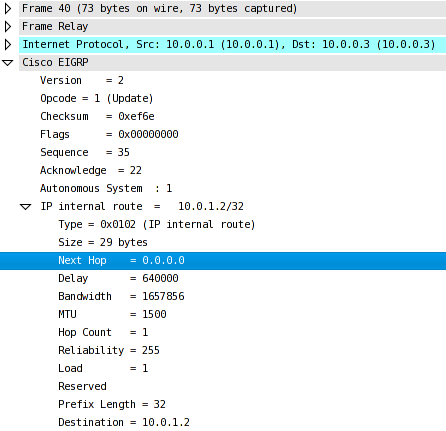 Frame 40 (73 bytes on wire, 73 bytes captured)
Frame Relay
Internet Protocol, Src: 10.0.0.1 (10.0.0.1), Dst: 10.0.0.3 (10.0.0.3)
Cisco EIGRP
Version = 2
Opcode = 1 (Update)
Checksum = 0xef6e
Flags = 0x00000000
Sequence = 35
Acknowledge = 22
Autonomous System : 1
IP internal route = 10.0.1.2/32
Type = 0x0102 (IP internal route)
Size = 29 bytes
Next Hop = 0.0.0.0
Delay = 640000
Bandwidth = 1657856
MTU = 1500
Hop Count = 1
Reliability = 255
Load = 1
Reserved
Prefix Length = 32
Destination = 10.0.1.2